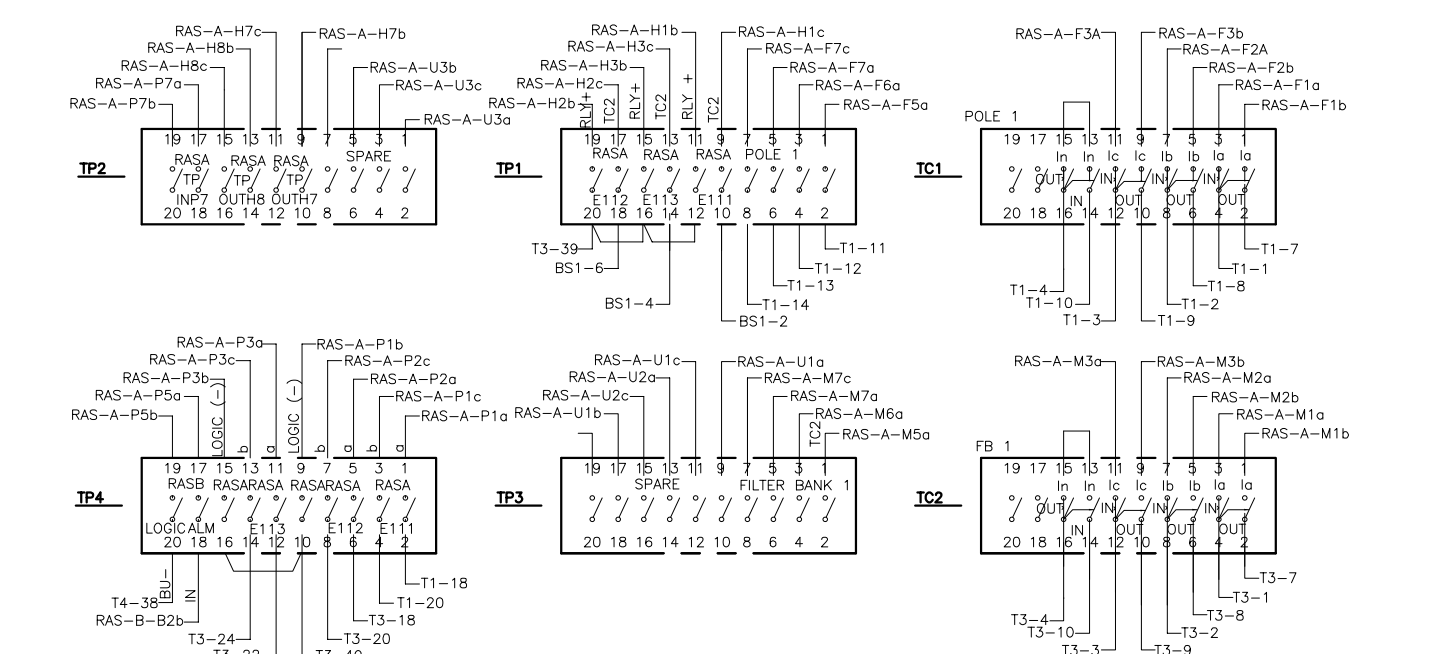 RAS-A-H7c RAS-A-H7b
RAS-A-H8b
RAS-A-H8c RAS-A-U3b
RAS-A-P7a RAS-A-U3c
RAS-A-P7b RAS-A-U3a
19 17 15 13 11 9 7 5 3 1
RASA RASA RASA SPARE
TP2
TP TP TP
INP7 OUTH8 OUTH7
20 18 16 14 12 10 8 6 4 2
RAS-A-H1b RAS-A-H1c
RAS-A-H3c RAS-A-F7c
RAS-A-H3b RAS-A-F7a
RAS-A-H2c RAS-A-F6a
RAS-A-H2b RAS-A-F5a
RLY+ TC2 RLY+ TC2 RLY + TC2
19 17 15 13 11 9 7 5 3 1
RASA RASA RASA POLE 1
TP1
E112 E113 E111
20 18 16 14 12 10 8 6 4 2
T3-39 T1-11
BS1-6 T1-12
T1-13
BS1-4 T1-14
BS1-2
RAS-A-F3A RAS-A-F3b
RAS-A-F2A
RAS-A-F2b
RAS-A-F1a
RAS-A-F1b
POLE 1
19 17 15 13 11 9 7 5 3 1
In In Ic Ic Ib Ib Ia Ia
TC1
OUT IN IN IN
IN OUT OUT OUT
20 18 16 14 12 10 8 6 4 2
T1-7
T1-1
T1-4 T1-8
T1-10 T1-2
T1-3 T1-9
RAS-A-P3a RAS-A-P1b
RAS-A-P3c RAS-A-P2c
RAS-A-P3b RAS-A-P2a
RAS-A-P5a RAS-A-P1c
RAS-A-P5b RAS-A-P1a
LOGIC (-) b a LOGIC (-) b a b a
19 17 15 13 11 9 7 5 3 1
RASB RASA RASA RASA RASA RASA
TP4
LOGIC ALM E113 E112 E111
20 18 16 14 12 10 8 6 4 2
BU- IN
T1-18
T4-38 T1-20
RAS-B-B2b T3-18
T3-24 T3-20
RAS-A-U1c RAS-A-U1a
RAS-A-U2a RAS-A-M7c
RAS-A-U2c RAS-A-M7a
RAS-A-U1b RAS-A-M6a
TC2 RAS-A-M5a
19 17 15 13 11 9 7 5 3 1
SPARE FILTER BANK 1
TP3
20 18 16 14 12 10 8 6 4 2
RAS-A-M3a RAS-A-M3b
RAS-A-M2a
RAS-A-M2b
RAS-A-M1a
RAS-A-M1b
FB 1
19 17 15 13 11 9 7 5 3 1
In In Ic Ic Ib Ib Ia Ia
TC2
OUT IN IN IN
IN OUT OUT OUT
20 18 16 14 12 10 8 6 4 2
T3-7
T3-1
T3-4 T3-8
T3-10 T3-2
T3-3 T3-9